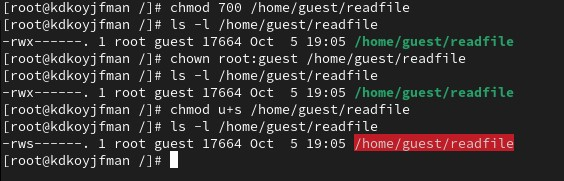 [root@kdkoyjfman /]# chmod 700 /home/guest/readfile
[root@kdkoyjfman /]# ls -l /home/guest/readfile
-rwx------. 1 root guest 17664 Oct  5 19:05 /home/guest/readfile
[root@kdkoyjfman /]# chown root:guest /home/guest/readfile
[root@kdkoyjfman /]# ls -l /home/guest/readfile
-rwx------. 1 root guest 17664 Oct  5 19:05 /home/guest/readfile
[root@kdkoyjfman /]# chmod u+s /home/guest/readfile
[root@kdkoyjfman /]# ls -l /home/guest/readfile
-rws------. 1 root guest 17664 Oct  5 19:05 /home/guest/readfile
[root@kdkoyjfman /]#